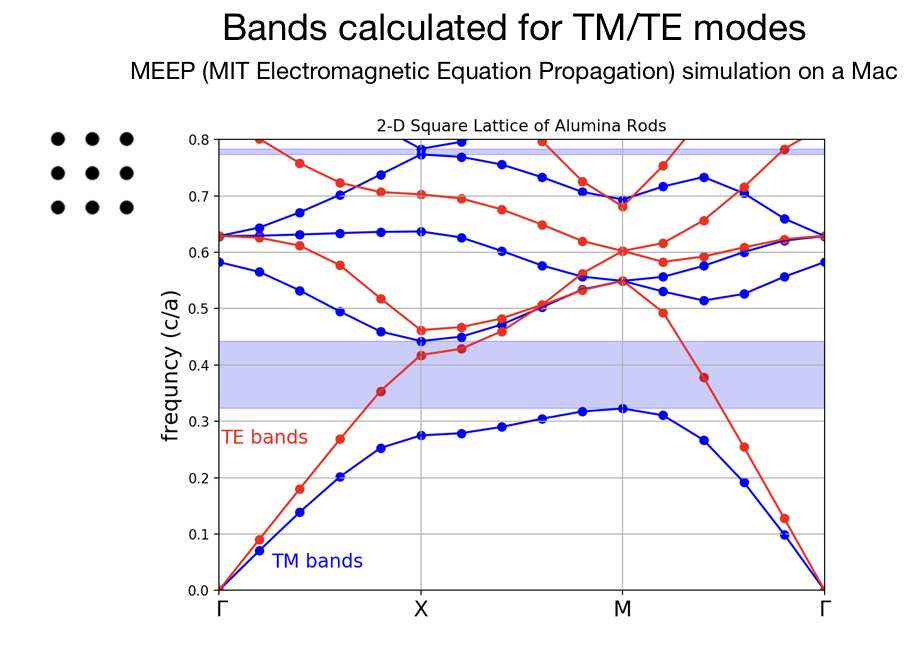 Bands calculated for TM/TE modes
MEEP (MIT Electromagnetic Equation Propagation) simulation on a Mac
2-D Square Lattice of Alumina Rods
0.8
0.7
0.6
0.5
0.4
0.3
0.2
0.1
0.0
frequncy (c/a)
TE bands
TM bands
Γ X M Γ